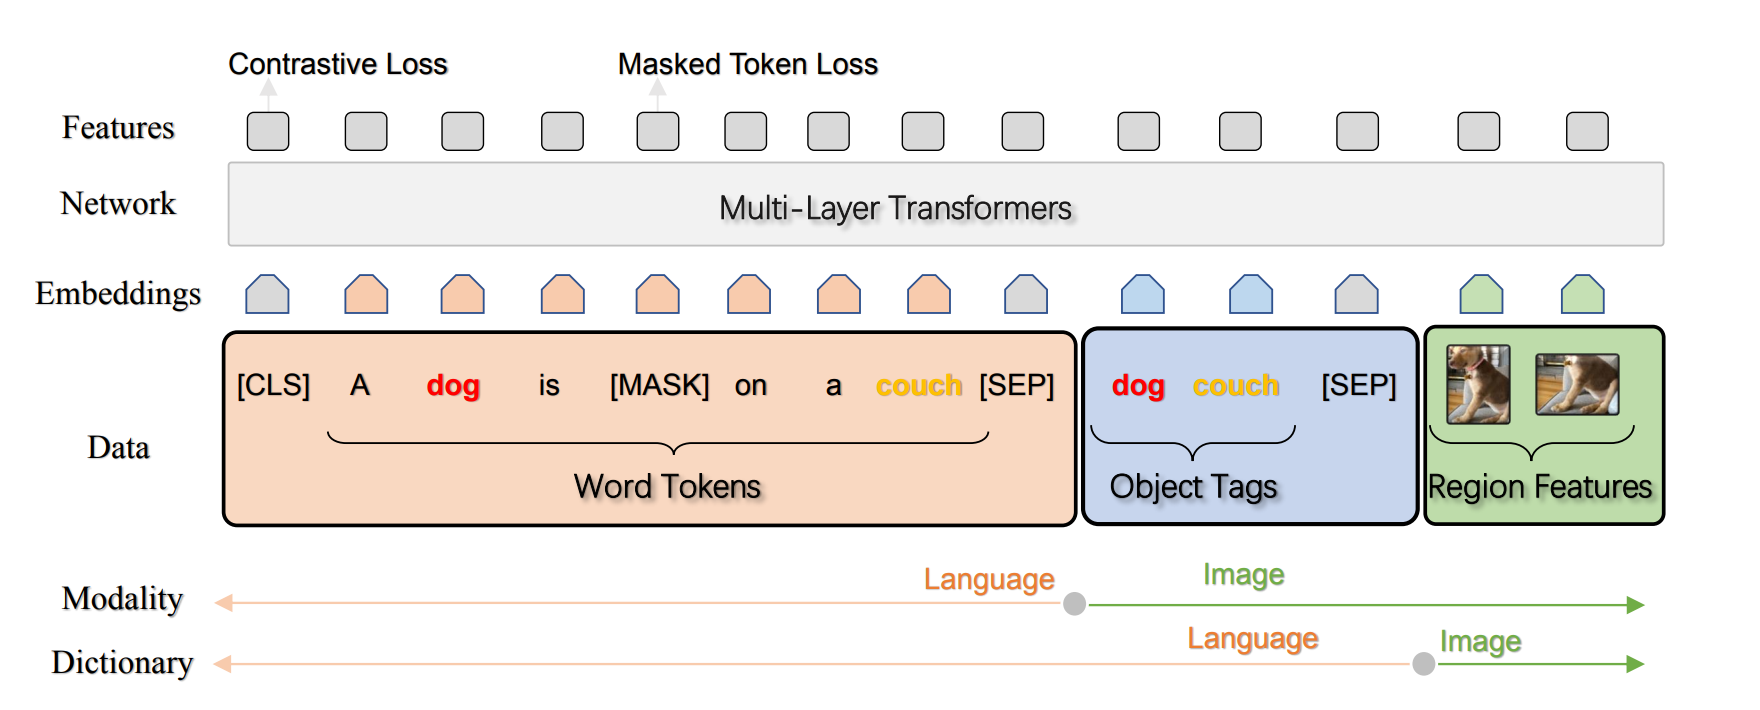 Contrastive Loss Masked Token Loss
Features
Network Multi-Layer Transformers
Embeddings
[CLS] A dog is [MASK] on a couch [SEP] dog couch [SEP]
Data
Word Tokens Object Tags Region Features
Modality Language Image
Dictionary Language Image